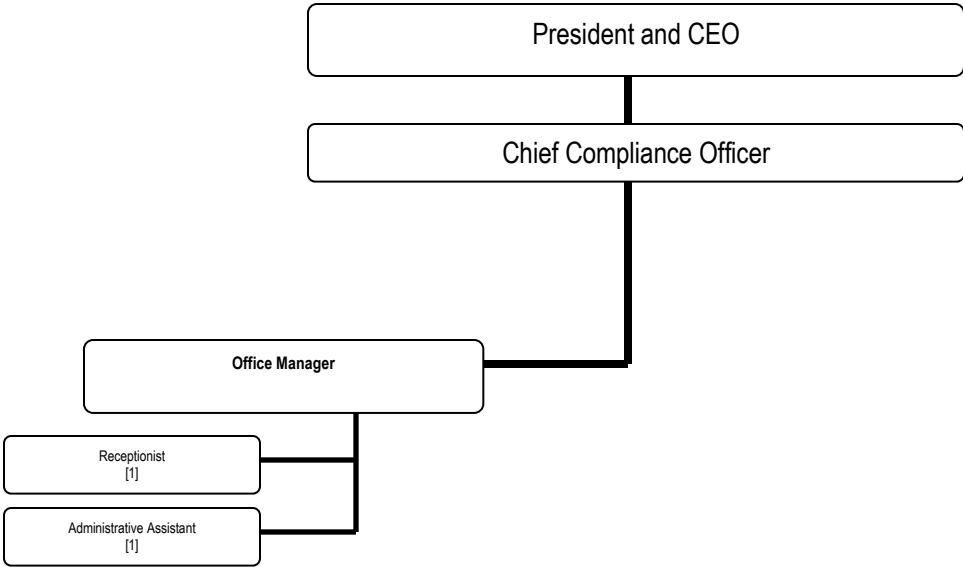 President and CEO
Chief Compliance Officer
Office Manager
Receptionist
[1]
Administrative Assistant
[1]